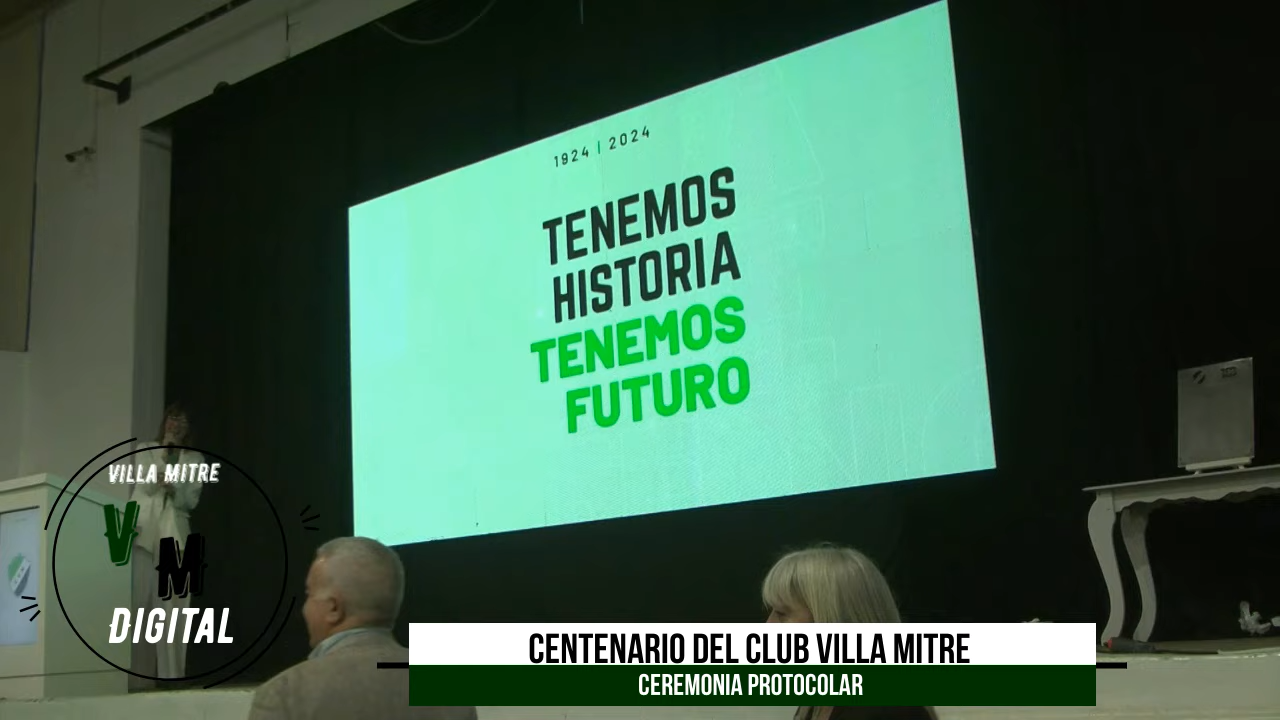 1924 | 2024
TENEMOS
HISTORIA
TENEMOS
FUTURO
VILLA MITRE
VM
DIGITAL
CENTENARIO DEL CLUB VILLA MITRE
CEREMONIA PROTOCOLAR